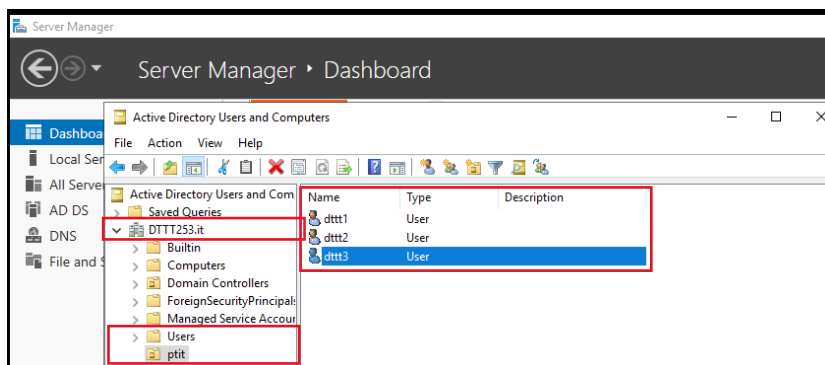 Server Manager
Server Manager ‣ Dashboard
Active Directory Users and Computers
File Action View Help
Dashboa
Local Ser
All Server
AD DS
DNS
File and S
Active Directory Users and Com
Saved Queries
DTTT253.it
Builtin
Computers
Domain Controllers
ForeignSecurityPrincipals
Managed Service Accour
Users
ptit
Name Type Description
dttt1 User
dttt2 User
dttt3 User